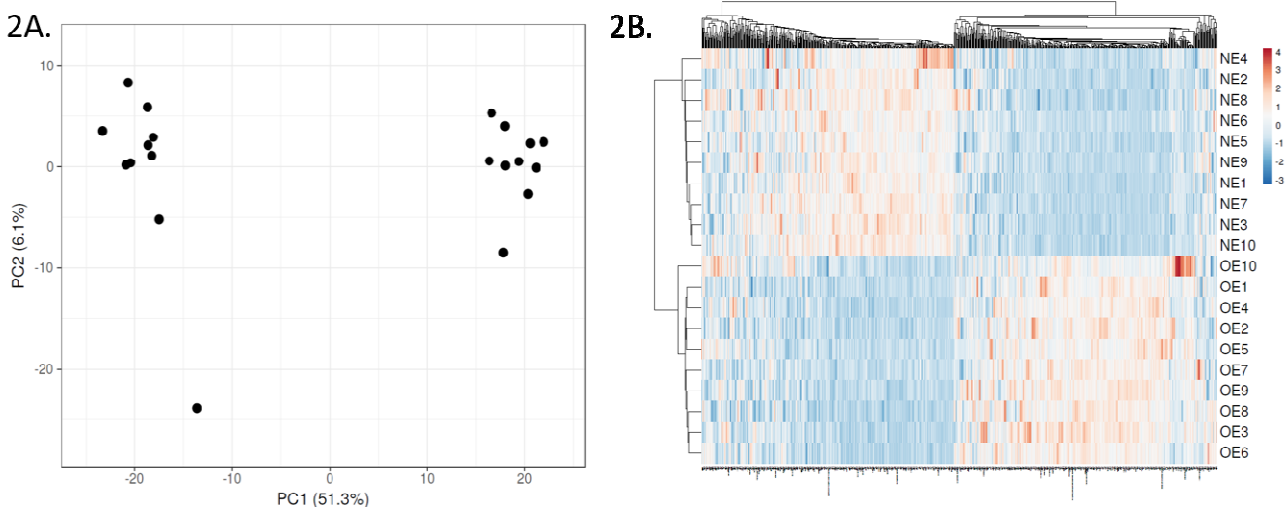 2A.
10
0
-10
-20
PC2 (6.1%)
-20
-10
0
10
20
PC1 (51.3%)
2B.
4
3
2
1
0
-1
-2
-3
NE4
NE2
NE8
NE6
NE5
NE9
NE1
NE7
NE3
NE10
OE10
OE1
OE4
OE2
OE5
OE7
OE9
OE8
OE3
OE6